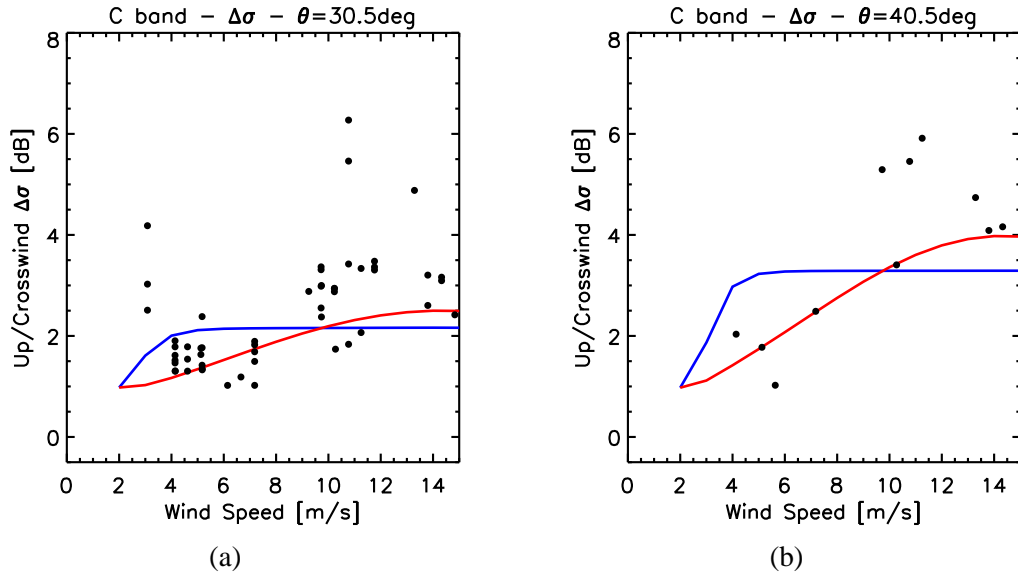 C band – Δσ – θ=30.5deg
8
6
4
2
0
Up/Crosswind Δσ [dB]
0 2 4 6 8 10 12 14
Wind Speed [m/s]
(a)
C band – Δσ – θ=40.5deg
8
6
4
2
0
Up/Crosswind Δσ [dB]
0 2 4 6 8 10 12 14
Wind Speed [m/s]
(b)